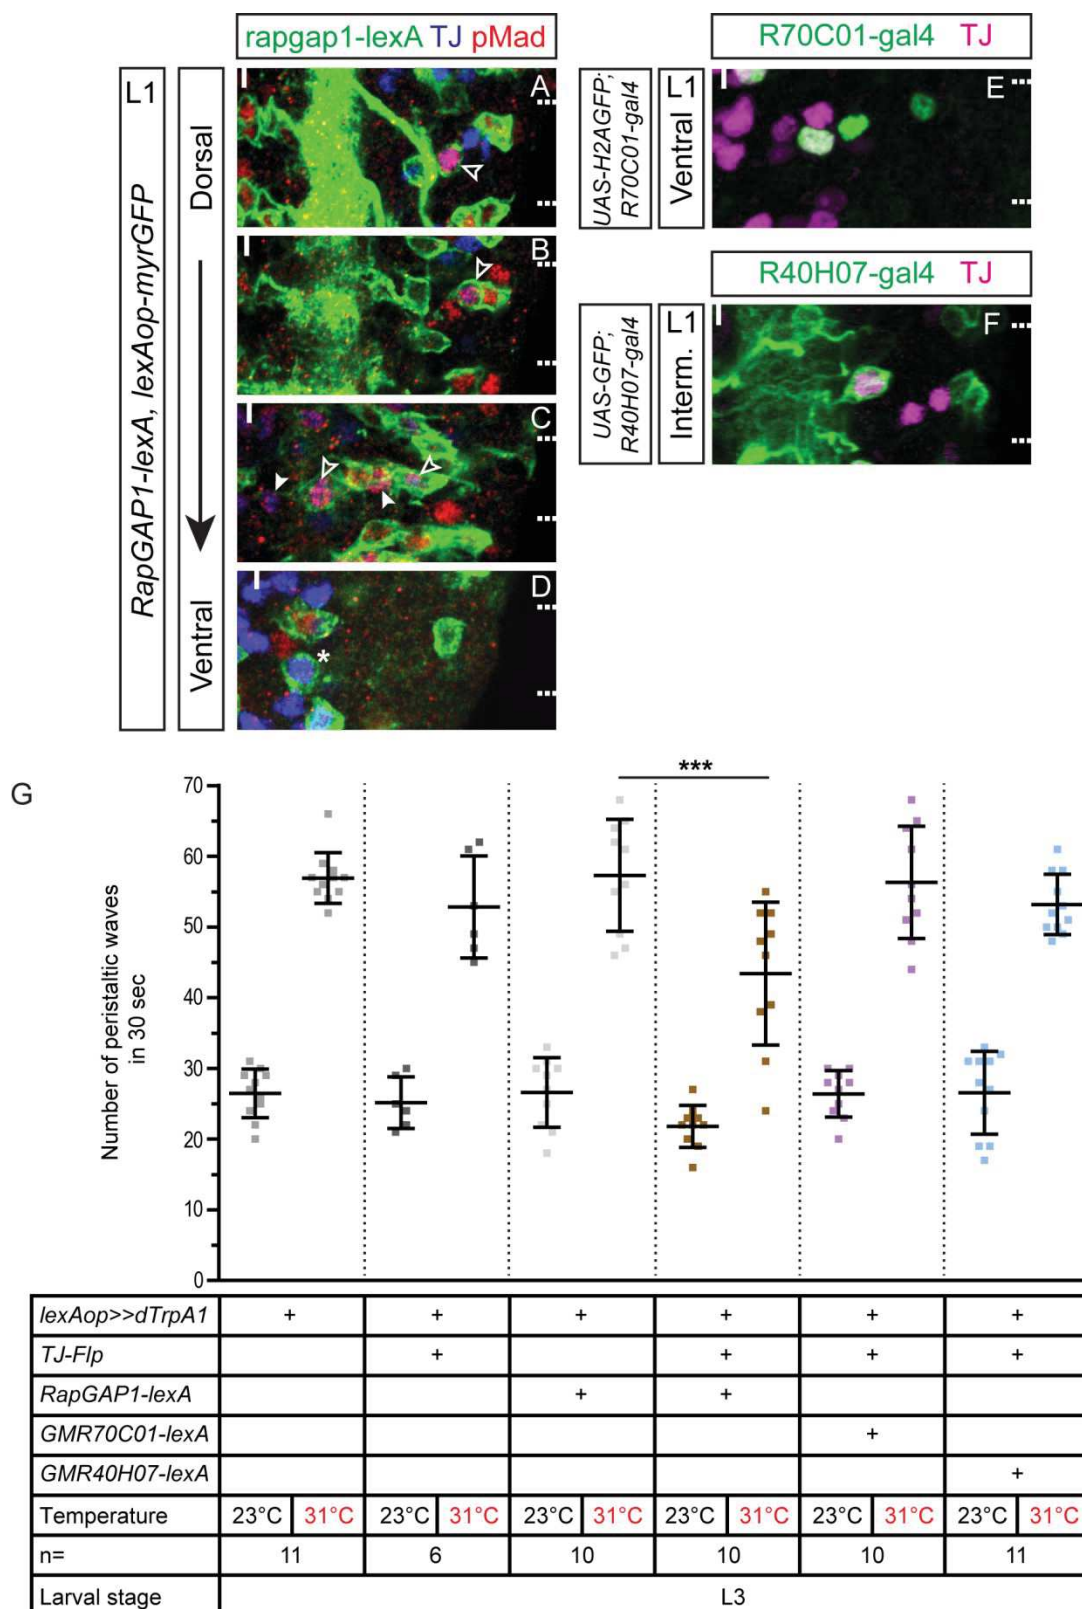 rapgap1-lexA TJ pMad
R70C01-gal4 TJ
L1
RapGAP1-lexA, lexAop-myrGFP
Dorsal
Ventral
A
B
C
D
*
UAS-H2AGFP;
R70C01-gal4
L1
Ventral
E
R40H07-gal4 TJ
UAS-GFP;
R40H07-gal4
L1
Interm.
F
G
Number of peristaltic waves
in 30 sec
70
60
50
40
30
20
10
0
***
lexAop>>dTrpA1 + + + + + +
TJ-Flp + + + +
RapGAP1-lexA + +
GMR70C01-lexA +
GMR40H07-lexA +
Temperature 23°C 31°C 23°C 31°C 23°C 31°C 23°C 31°C 23°C 31°C 23°C 31°C
n= 11 6 10 10 10 11
Larval stage L3